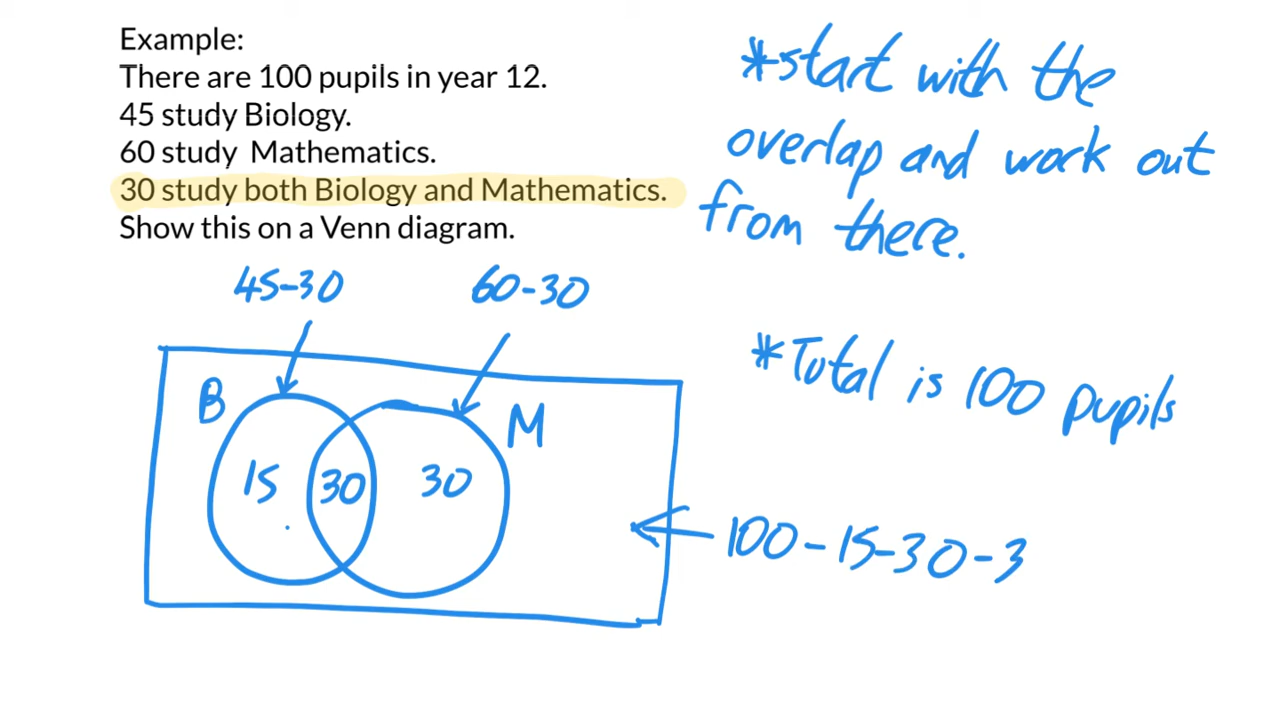 Example:
There are 100 pupils in year 12.
45 study Biology.
60 study Mathematics.
30 study both Biology and Mathematics.
Show this on a Venn diagram.
*start with the
overlap and work out
from there.
45-30
60-30
*Total is 100 pupils
B
M
15 30 30
100-15-30-3